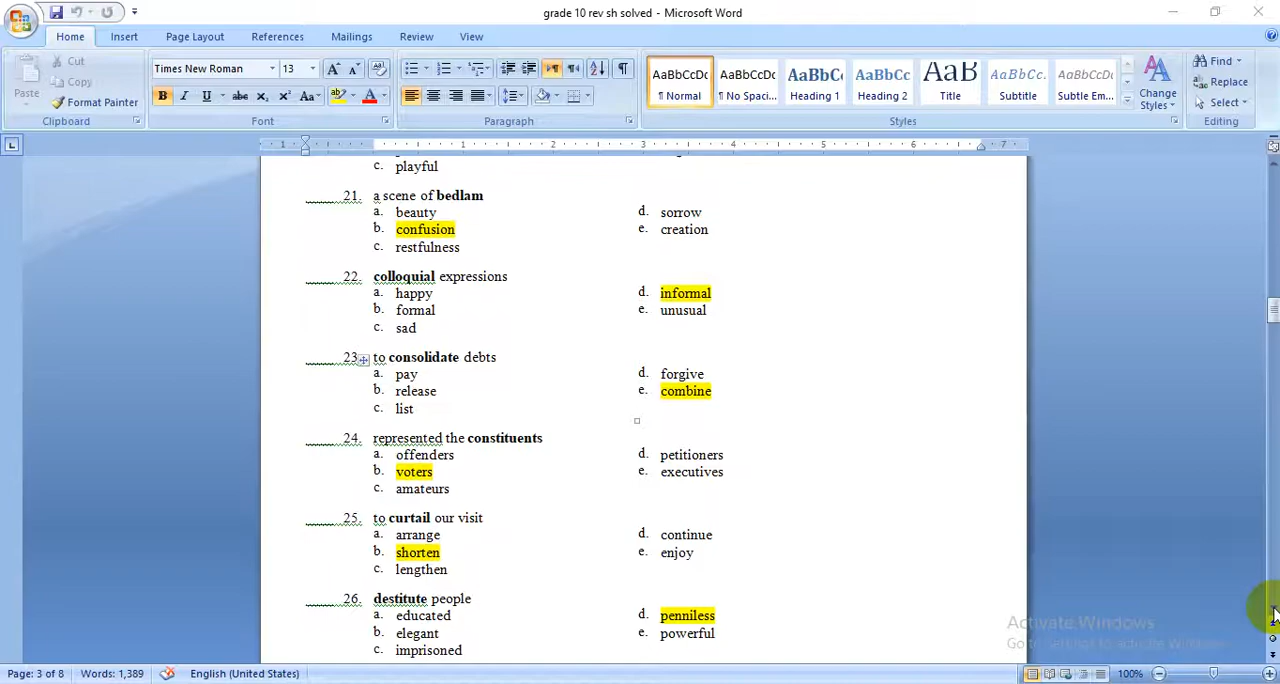 grade 10 rev sh solved - Microsoft Word
Home Insert Page Layout References Mailings Review View
Cut
Copy
Format Painter
Paste
Clipboard
Times New Roman 13
Font
Paragraph
AaBbCcDc AaBbCcDc AaBbC AaBbCc AaB AaBbCc. AaBbCcDc
¶ Normal ¶ No Spaci... Heading 1 Heading 2 Title Subtitle Subtle Em...
Change Styles
Styles
Find
Replace
Select
Editing
c. playful
21. a scene of bedlam
a. beauty d. sorrow
b. confusion e. creation
c. restfulness
22. colloquial expressions
a. happy d. informal
b. formal e. unusual
c. sad
23. to consolidate debts
a. pay d. forgive
b. release e. combine
c. list
24. represented the constituents
a. offenders d. petitioners
b. voters e. executives
c. amateurs
25. to curtail our visit
a. arrange d. continue
b. shorten e. enjoy
c. lengthen
26. destitute people
a. educated d. penniless
b. elegant e. powerful
c. imprisoned
Activate Windows
Go to Settings to activate Windows.
Page: 3 of 8 Words: 1,389 English (United States) 100%